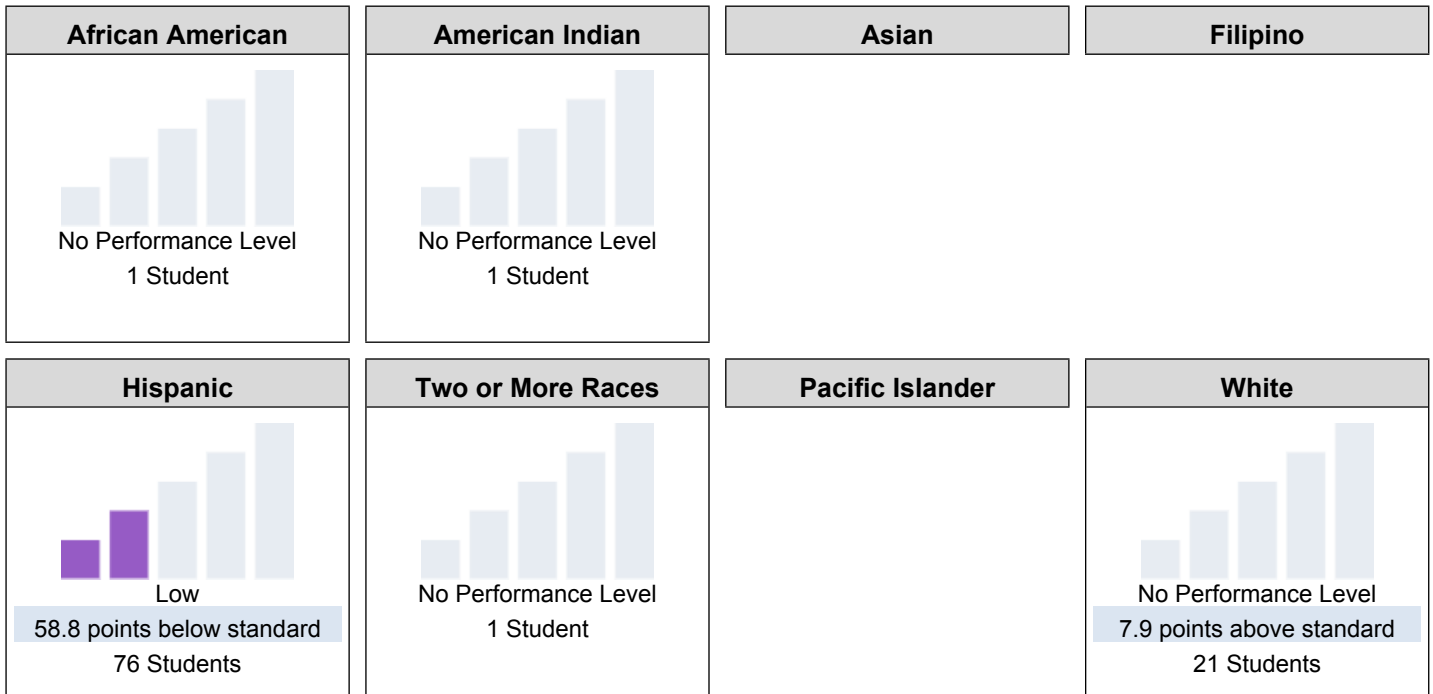 African American
No Performance Level
1 Student
American Indian
No Performance Level
1 Student
Asian
Filipino
Hispanic
Low
58.8 points below standard
76 Students
Two or More Races
No Performance Level
1 Student
Pacific Islander
White
No Performance Level
7.9 points above standard
21 Students